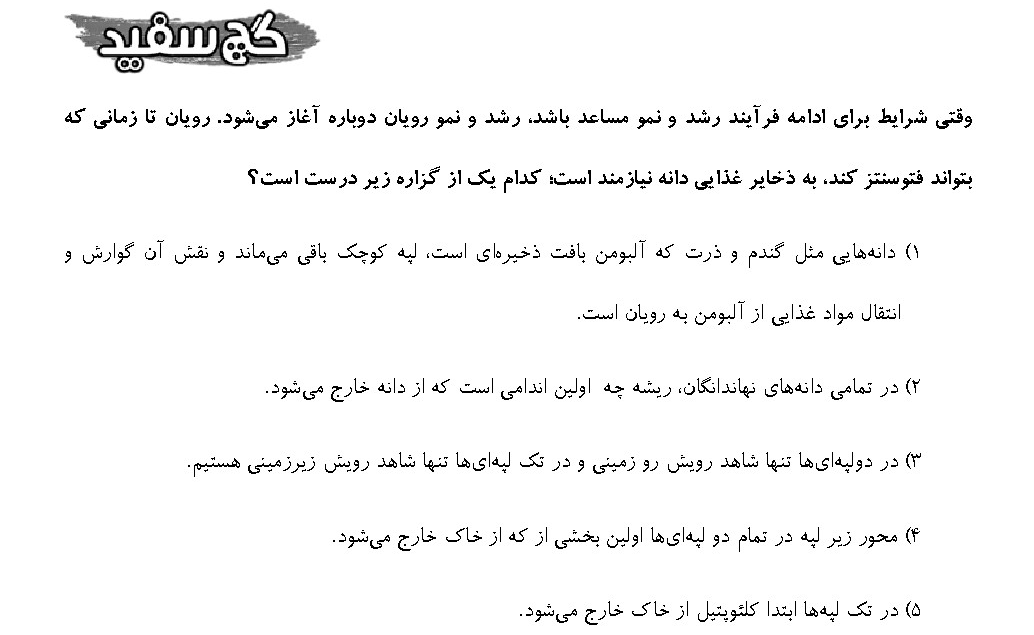 گچ سفید
وقتی شرایط برای ادامه فرآیند رشد و نمو مساعد باشد، رشد و نمو رویان دوباره آغاز می‌شود. رویان تا زمانی که
بتواند فتوسنتز کند، به ذخایر غذایی دانه نیازمند است؛ کدام یک از گزاره زیر درست است؟
۱) دانه‌هایی مثل گندم و ذرت که آلبومن بافت ذخیره‌ای است، لپه کوچک باقی می‌ماند و نقش آن گوارش و
انتقال مواد غذایی از آلبومن به رویان است.
۲) در تمامی دانه‌های نهاندانگان، ریشه چه اولین اندامی است که از دانه خارج می‌شود.
۳) در دولپه‌ای‌ها تنها شاهد رویش رو زمینی و در تک لپه‌ای‌ها تنها شاهد رویش زیرزمینی هستیم.
۴) محور زیر لپه در تمام دو لپه‌ای‌ها اولین بخشی از که از خاک خارج می‌شود.
۵) در تک لپه‌ها ابتدا کلئوپتیل از خاک خارج می‌شود.